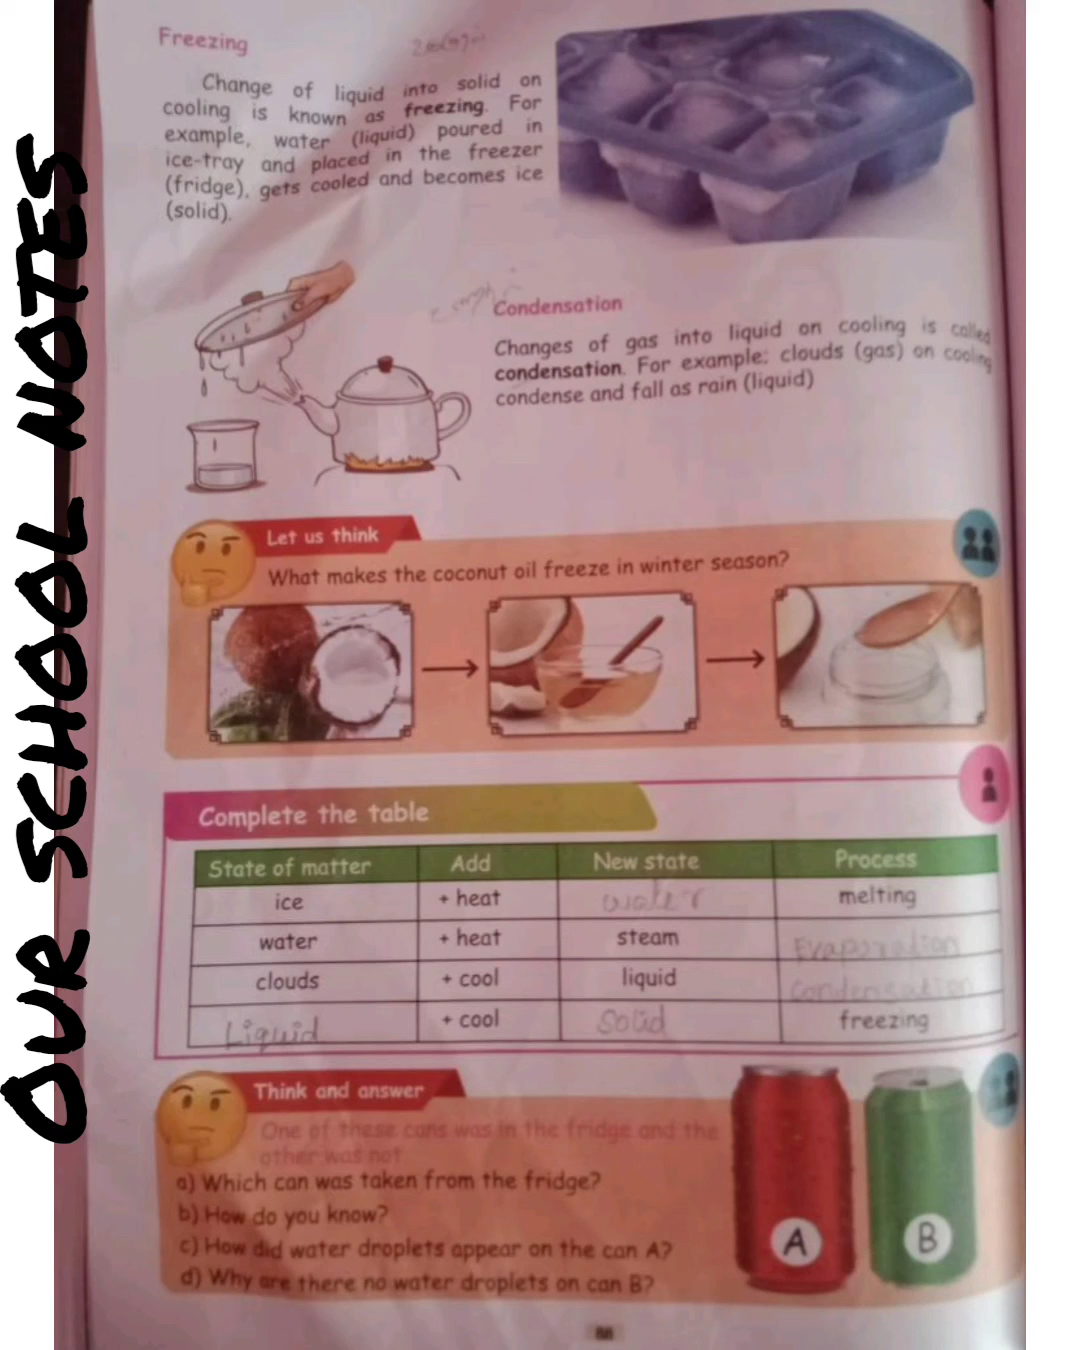 OUR SCHOOL NOTES
Freezing
Change of liquid into solid on
cooling is known as freezing. For
example, water (liquid) poured in
ice-tray and placed in the freezer
(fridge), gets cooled and becomes ice
(solid).
Condensation
Changes of gas into liquid on cooling is called
condensation. For example: clouds (gas) on cooling
condense and fall as rain (liquid)
Let us think
What makes the coconut oil freeze in winter season?
Complete the table
State of matter Add New state Process
ice + heat water melting
water + heat steam Evaporation
clouds + cool liquid Condensation
Liquid + cool Solid freezing
Think and answer
One of these cans was in the fridge and the
other was not.
a) Which can was taken from the fridge?
b) How do you know?
c) How did water droplets appear on the can A?
d) Why are there no water droplets on can B?
A
B
88